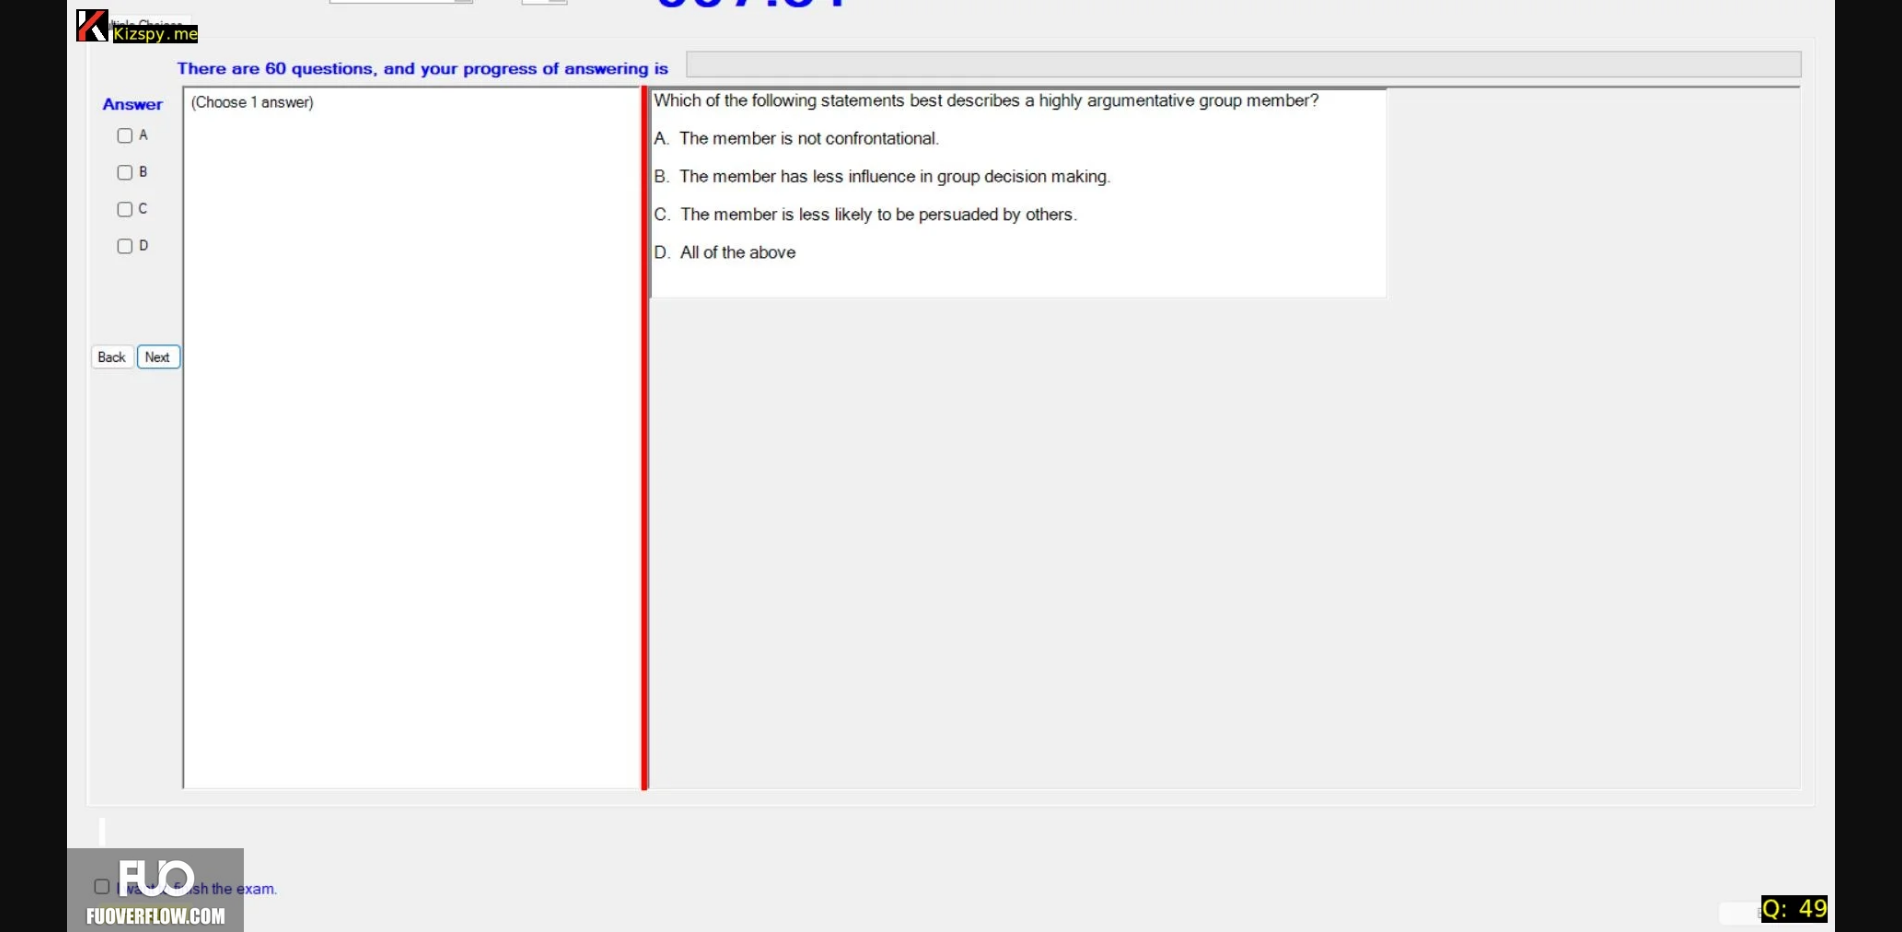 Kizspy.me
There are 60 questions, and your progress of answering is
Answer
(Choose 1 answer)
A
B
C
D
Back
Next
Which of the following statements best describes a highly argumentative group member?
A. The member is not confrontational.
B. The member has less influence in group decision making.
C. The member is less likely to be persuaded by others.
D. All of the above
FUO
finish the exam.
FUOVERFLOW.COM
Q: 49